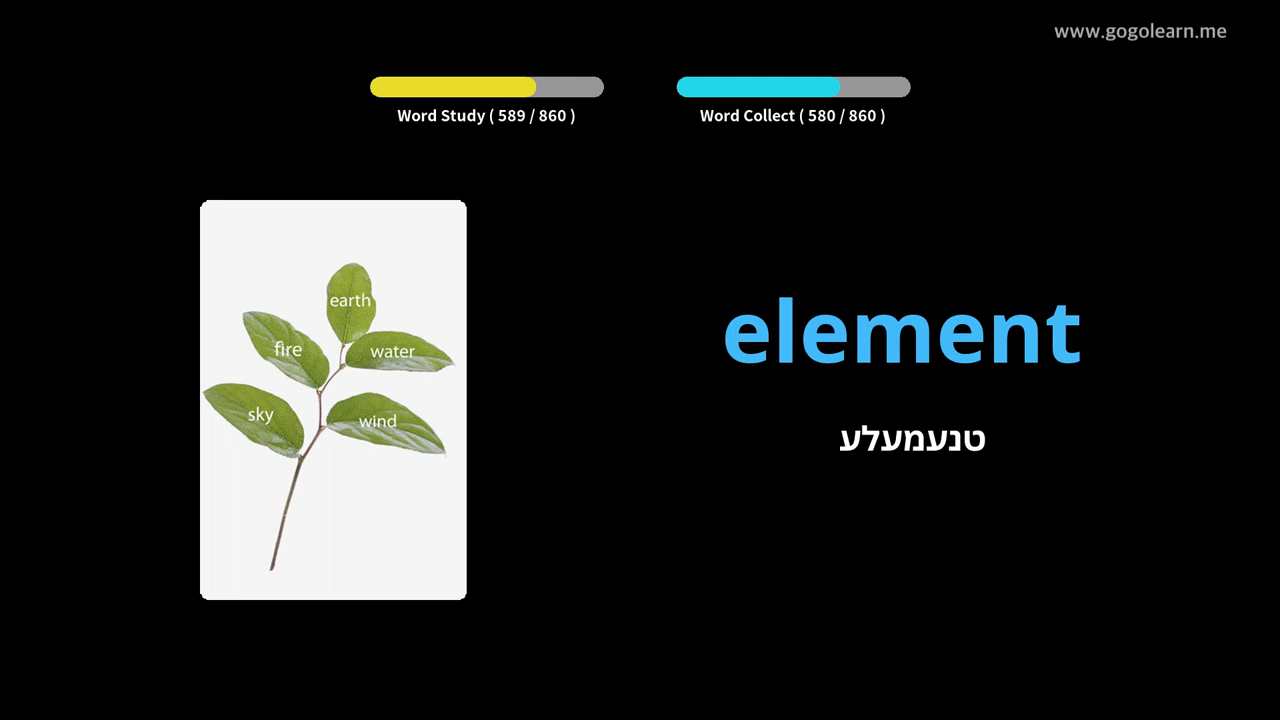 www.gogolearn.me
Word Study ( 589 / 860 )
Word Collect ( 580 / 860 )
earth
fire
water
sky
wind
element
טנעמעלע